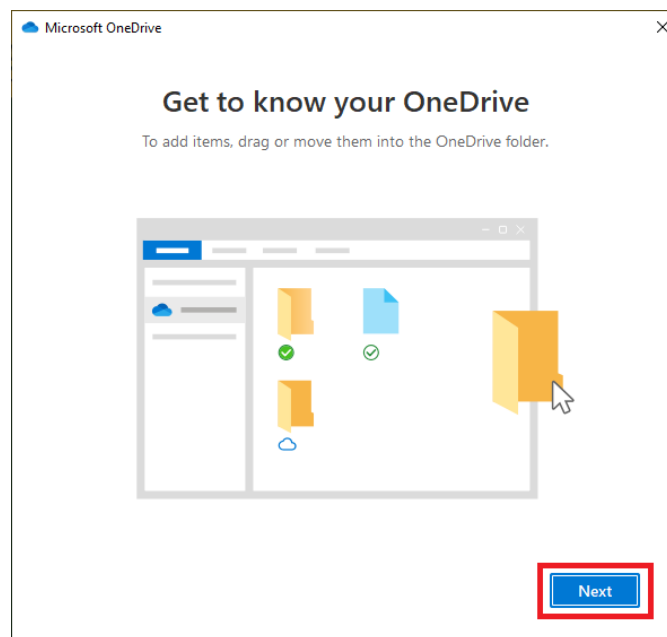 Microsoft OneDrive
Get to know your OneDrive
To add items, drag or move them into the OneDrive folder.
Next